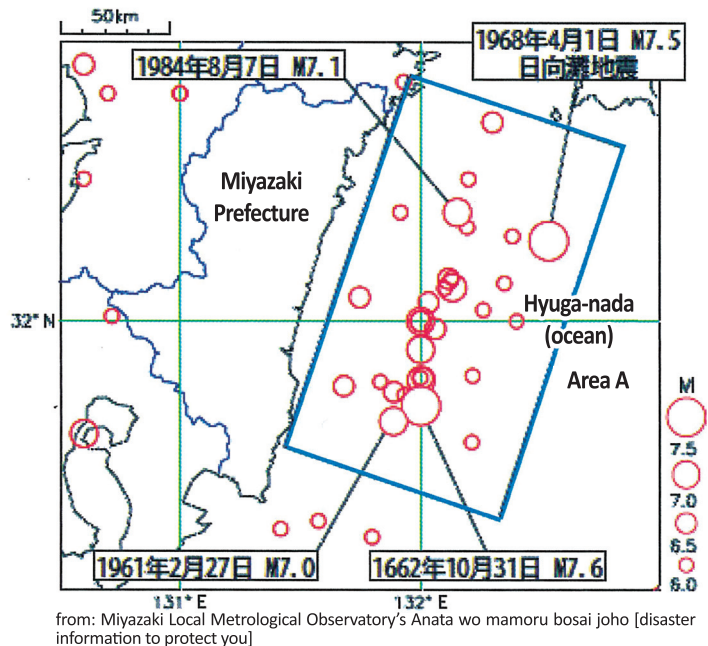 50km
1968年4月1日 M7.5
日向灘地震
1984年8月7日 M7.1
Miyazaki
Prefecture
32° N
Hyuga-nada
(ocean)
Area A
M
7.5
7.0
6.5
6.0
1961年2月27日 M7.0
1662年10月31日 M7.6
131° E
132° E
from: Miyazaki Local Metrological Observatory’s Anata wo mamoru bosai joho [disaster
information to protect you]